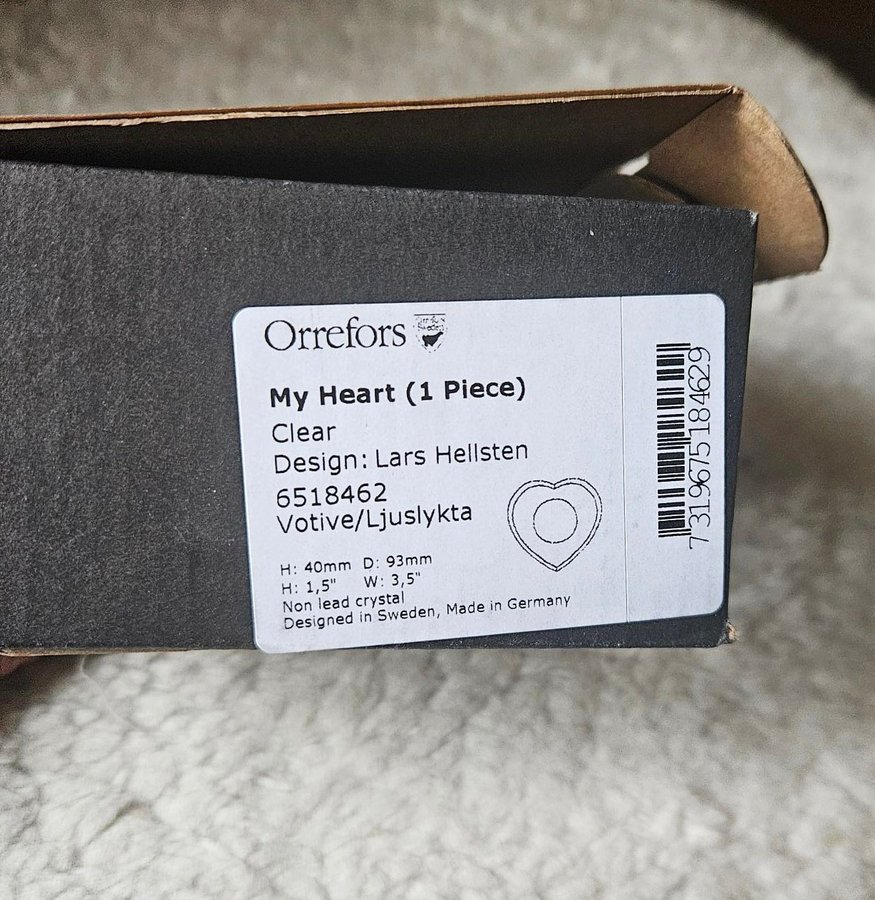 Orrefors
Sweden
My Heart (1 Piece)
Clear
Design: Lars Hellsten
6518462
Votive/Ljuslykta
H: 40mm D: 93mm
H: 1,5" W: 3,5"
Non lead crystal
Designed in Sweden, Made in Germany
7319675184629